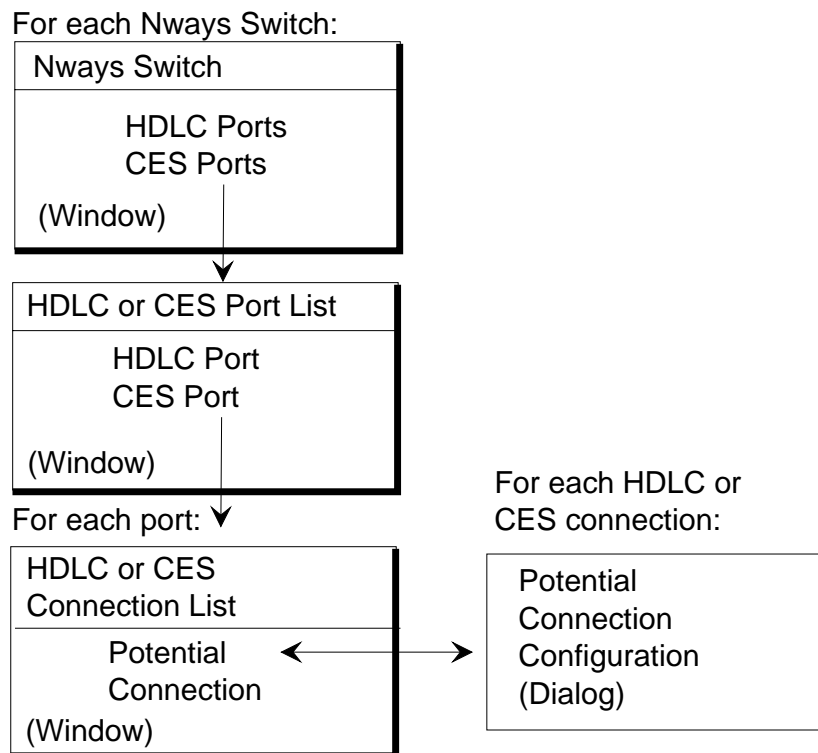 For each Nways Switch:
Nways Switch
HDLC Ports
CES Ports
(Window)
HDLC or CES Port List
HDLC Port
CES Port
(Window)
For each port:
HDLC or CES
Connection List
Potential
Connection
(Window)
For each HDLC or
CES connection:
Potential
Connection
Configuration
(Dialog)